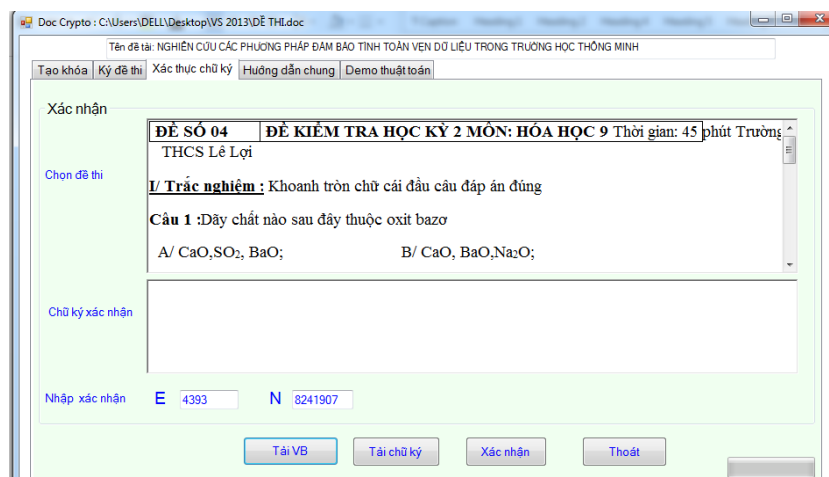 Doc Crypto : C:\Users\DELL\Desktop\VS 2013\DỀ THI.doc
Tên đề tài: NGHIÊN CỨU CÁC PHƯƠNG PHÁP ĐẢM BẢO TÍNH TOÀN VẸN DỮ LIỆU TRONG TRƯỜNG HỌC THÔNG MINH
Tạo khóa Ký đề thi Xác thực chữ ký Hướng dẫn chung Demo thuật toán
Xác nhận
ĐỀ SỐ 04 ĐỀ KIỂM TRA HỌC KỲ 2 MÔN: HÓA HỌC 9 Thời gian: 45 phút Trường
THCS Lê Lợi
Chọn đề thi
I/ Trắc nghiệm : Khoanh tròn chữ cái đầu câu đáp án đúng
Câu 1 :Dãy chất nào sau đây thuộc oxit bazơ
A/ CaO,SO₂, BaO; B/ CaO, BaO,Na₂O;
Chữ ký xác nhận
Nhập xác nhận E 4393 N 8241907
Tải VB Tải chữ ký Xác nhận Thoát